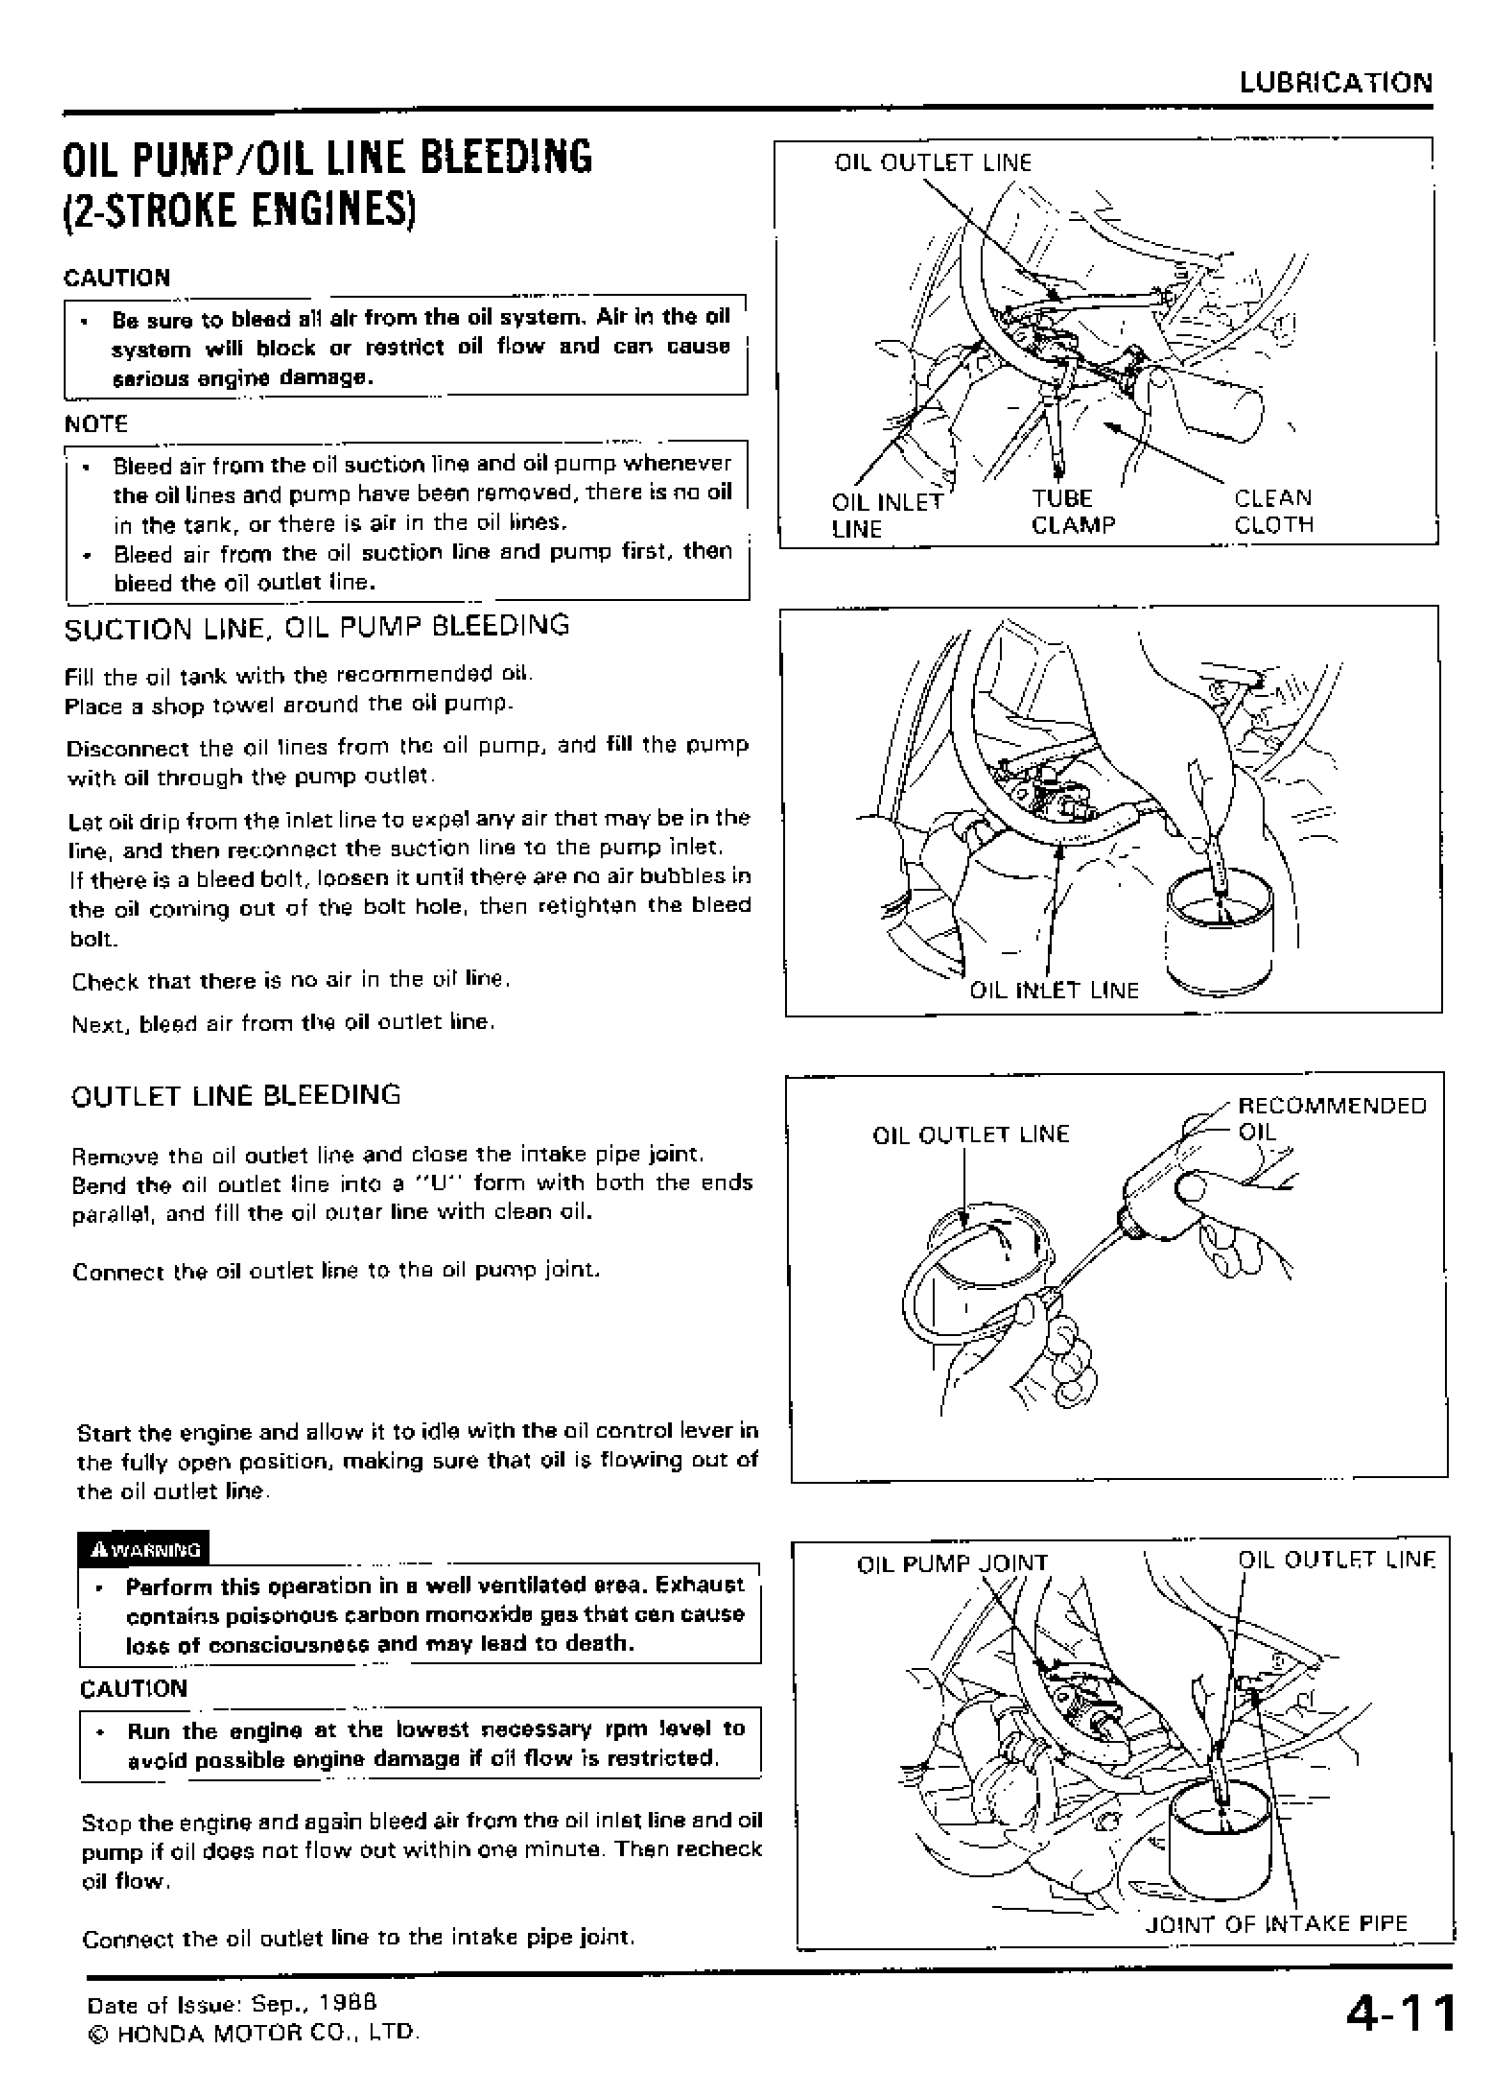 LUBRICATION
OIL PUMP/OIL LINE BLEEDING
(2-STROKE ENGINES)
CAUTION
• Be sure to bleed all air from the oil system. Air in the oil
system will block or restrict oil flow and can cause
serious engine damage.
NOTE
• Bleed air from the oil suction line and oil pump whenever
the oil lines and pump have been removed, there is no oil
in the tank, or there is air in the oil lines.
• Bleed air from the oil suction line and pump first, then
bleed the oil outlet line.
SUCTION LINE, OIL PUMP BLEEDING
Fill the oil tank with the recommended oil.
Place a shop towel around the oil pump.
Disconnect the oil lines from the oil pump, and fill the pump
with oil through the pump outlet.
Let oil drip from the inlet line to expel any air that may be in the
line, and then reconnect the suction line to the pump inlet.
If there is a bleed bolt, loosen it until there are no air bubbles in
the oil coming out of the bolt hole, then retighten the bleed
bolt.
Check that there is no air in the oil line.
Next, bleed air from the oil outlet line.
OUTLET LINE BLEEDING
Remove the oil outlet line and close the intake pipe joint.
Bend the oil outlet line into a "U" form with both the ends
parallel, and fill the oil outer line with clean oil.
Connect the oil outlet line to the oil pump joint.
Start the engine and allow it to idle with the oil control lever in
the fully open position, making sure that oil is flowing out of
the oil outlet line.
WARNING
• Perform this operation in a well ventilated area. Exhaust
contains poisonous carbon monoxide gas that can cause
loss of consciousness and may lead to death.
CAUTION
• Run the engine at the lowest necessary rpm level to
avoid possible engine damage if oil flow is restricted.
Stop the engine and again bleed air from the oil inlet line and oil
pump if oil does not flow out within one minute. Then recheck
oil flow.
Connect the oil outlet line to the intake pipe joint.
OIL OUTLET LINE
OIL INLET
LINE
TUBE
CLAMP
CLEAN
CLOTH
OIL INLET LINE
OIL OUTLET LINE
RECOMMENDED
OIL
OIL PUMP JOINT
OIL OUTLET LINE
JOINT OF INTAKE PIPE
Date of Issue: Sep., 1988
© HONDA MOTOR CO., LTD.
4-11